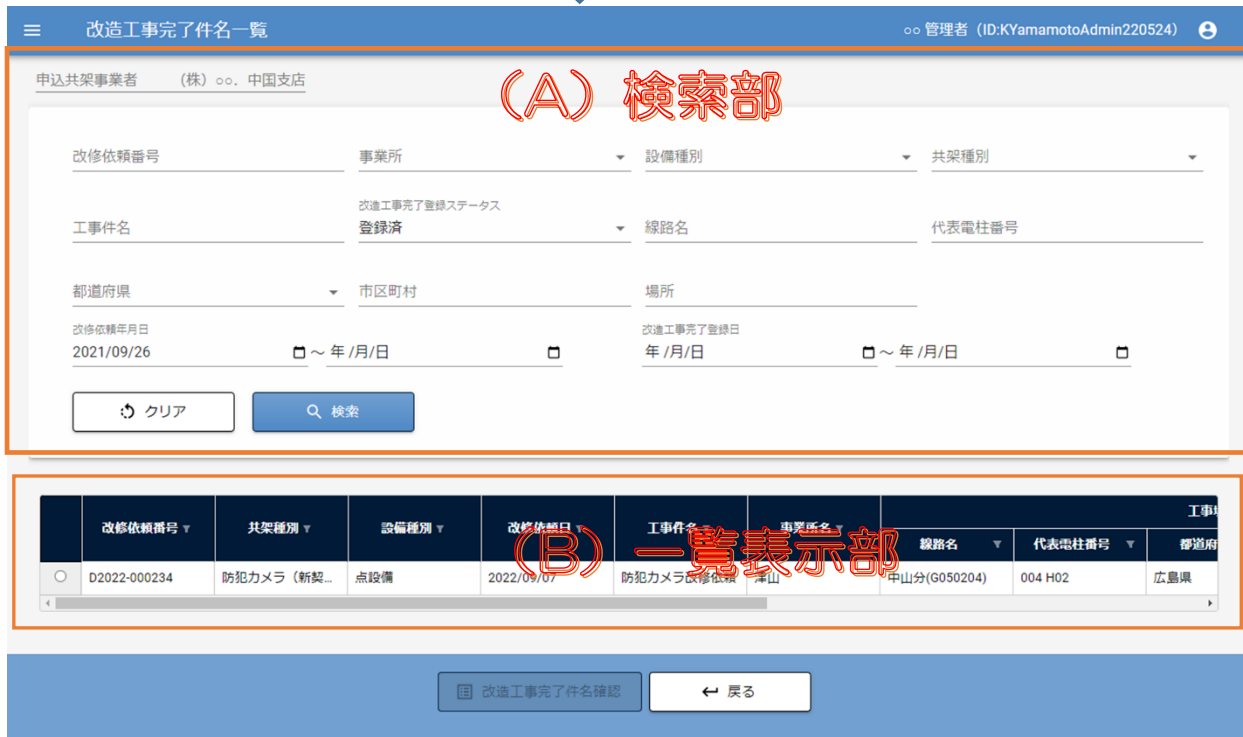 改造工事完了件名一覧
○○ 管理者（ID:KYamamotoAdmin220524）
申込共架事業者 （株）○○．中国支店
（A）検索部
改修依頼番号 事業所 設備種別 共架種別
改造工事完了登録ステータス
工事件名 登録済 線路名 代表電柱番号
都道府県 市区町村 場所
改修依頼年月日 改造工事完了登録日
2021/09/26 ～ 年 /月/日 年 /月/日 ～ 年 /月/日
クリア 検索
工事
改修依頼番号 共架種別 設備種別 改修依頼日 工事件名 事業所名
線路名 代表電柱番号 都道府
（B）一覧表示部
D2022-000234 防犯カメラ（新契... 点設備 2022/09/07 防犯カメラ改修依頼 津山 中山分(G050204) 004 H02 広島県
改造工事完了件名確認 戻る